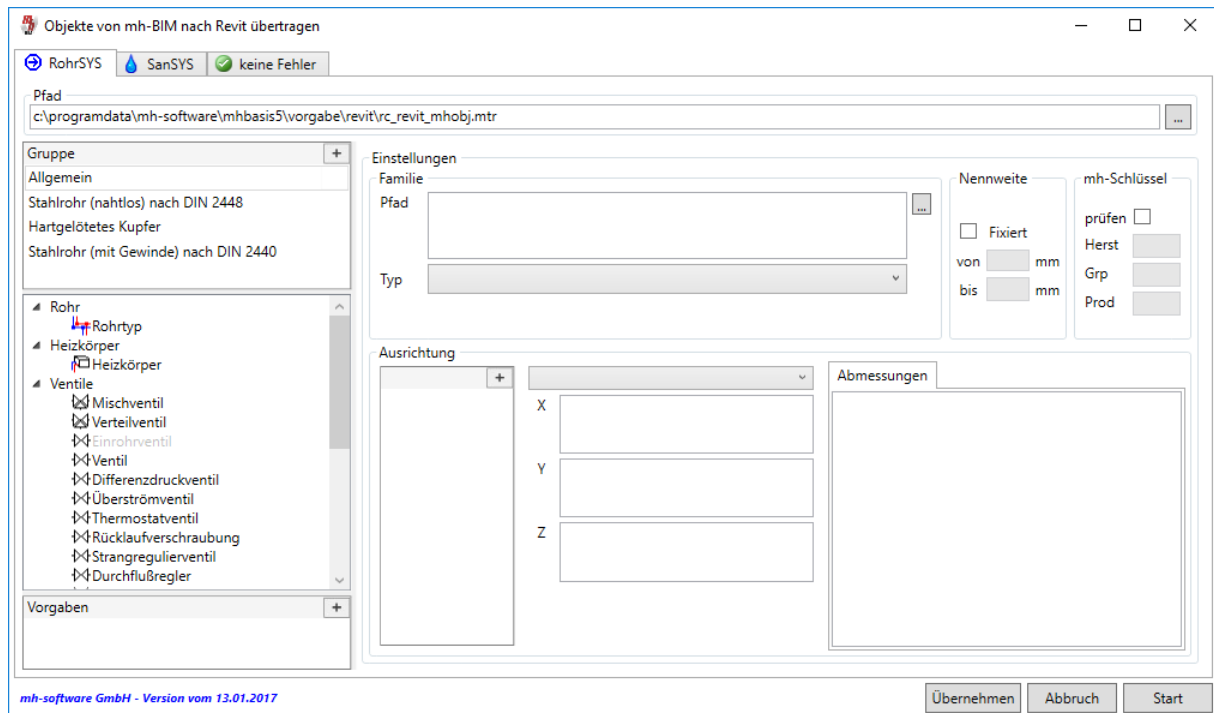 Objekte von mh-BIM nach Revit übertragen
RohrSYS SanSYS keine Fehler
Pfad
c:\programdata\mh-software\mhbasis5\vorgabe\revit\rc_revit_mhobj.mtr ...
Gruppe +
Allgemein
Stahlrohr (nahtlos) nach DIN 2448
Hartgelötetes Kupfer
Stahlrohr (mit Gewinde) nach DIN 2440
Rohr
Rohrtyp
Heizkörper
Heizkörper
Ventile
Mischventil
Verteilventil
Einrohrventil
Ventil
Differenzdruckventil
Überströmventil
Thermostatventil
Rücklaufverschraubung
Strangregulierventil
Durchflußregler
Vorgaben +
Einstellungen
Familie
Pfad ...
Typ
Nennweite
Fixiert
von mm
bis mm
mh-Schlüssel
prüfen
Herst
Grp
Prod
Ausrichtung
+
X
Y
Z
Abmessungen
mh-software GmbH - Version vom 13.01.2017
Übernehmen Abbruch Start